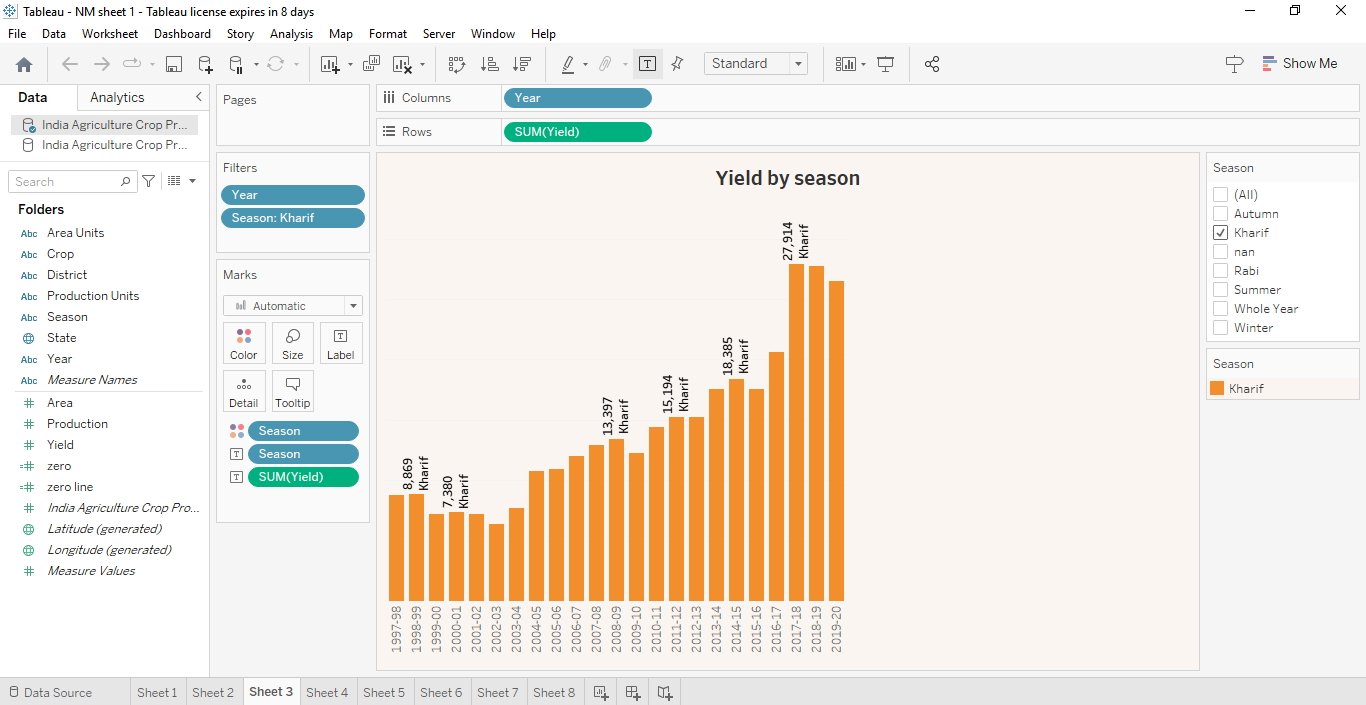 Tableau - NM sheet 1 - Tableau license expires in 8 days
File Data Worksheet Dashboard Story Analysis Map Format Server Window Help
Standard
Show Me
Data Analytics
India Agriculture Crop Pr...
India Agriculture Crop Pr...
Search
Folders
Abc Area Units
Abc Crop
Abc District
Abc Production Units
Abc Season
State
Abc Year
Abc Measure Names
# Area
# Production
# Yield
=# zero
=# zero line
# India Agriculture Crop Pro...
Latitude (generated)
Longitude (generated)
# Measure Values
Pages
Filters
Year
Season: Kharif
Marks
Automatic
Color Size Label
Detail Tooltip
Season
T Season
T SUM(Yield)
Columns Year
Rows SUM(Yield)
Yield by season
8,869
Kharif
7,380
Kharif
13,397
Kharif
15,194
Kharif
18,385
Kharif
27,914
Kharif
1997-98
1998-99
1999-00
2000-01
2001-02
2002-03
2003-04
2004-05
2005-06
2006-07
2007-08
2008-09
2009-10
2010-11
2011-12
2012-13
2013-14
2014-15
2015-16
2016-17
2017-18
2018-19
2019-20
Season
(All)
Autumn
Kharif
nan
Rabi
Summer
Whole Year
Winter
Season
Kharif
Data Source Sheet 1 Sheet 2 Sheet 3 Sheet 4 Sheet 5 Sheet 6 Sheet 7 Sheet 8